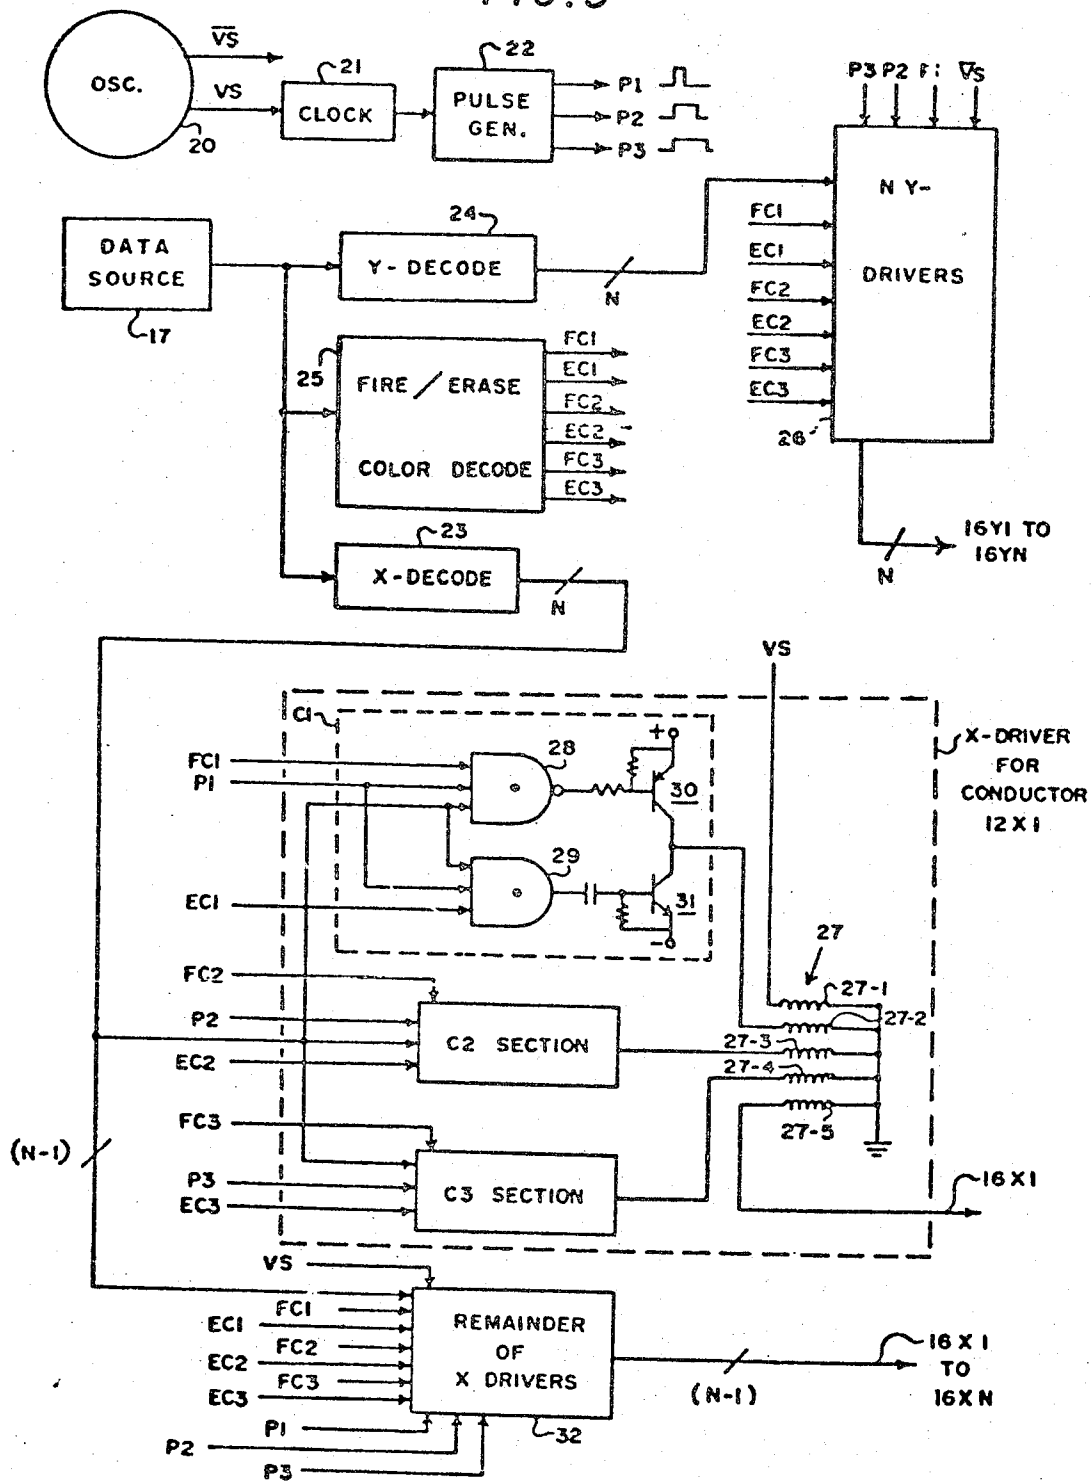 V̅S̅
OSC.
VS
20
21
CLOCK
22
PULSE
GEN.
P1
P2
P3
P3 P2 V̅S̅
N Y-
DRIVERS
FC1
EC1
FC2
EC2
FC3
EC3
26
N
16Y1 TO
16YN
DATA
SOURCE
17
24
Y-DECODE
N
25
FIRE / ERASE
COLOR DECODE
FC1
EC1
FC2
EC2
FC3
EC3
23
X-DECODE
N
VS
C1
FC1
P1
28
+
30
29
EC1
31
-
X-DRIVER
FOR
CONDUCTOR
12X1
27
27-1
27-2
27-3
27-4
27-5
FC2
P2
EC2
C2 SECTION
FC3
P3
EC3
C3 SECTION
(N-1)
16X1
VS
FC1
EC1
FC2
EC2
FC3
EC3
P1
P2
P3
REMAINDER
OF
X DRIVERS
32
(N-1)
16X1
TO
16XN